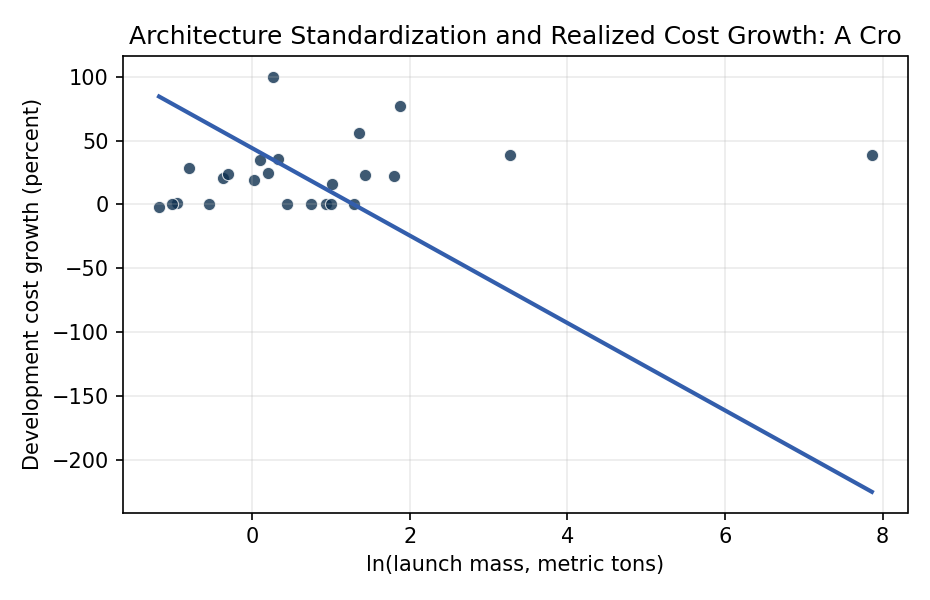 Architecture Standardization and Realized Cost Growth: A Cro
Development cost growth (percent)
100
50
0
−50
−100
−150
−200
0 2 4 6 8
ln(launch mass, metric tons)